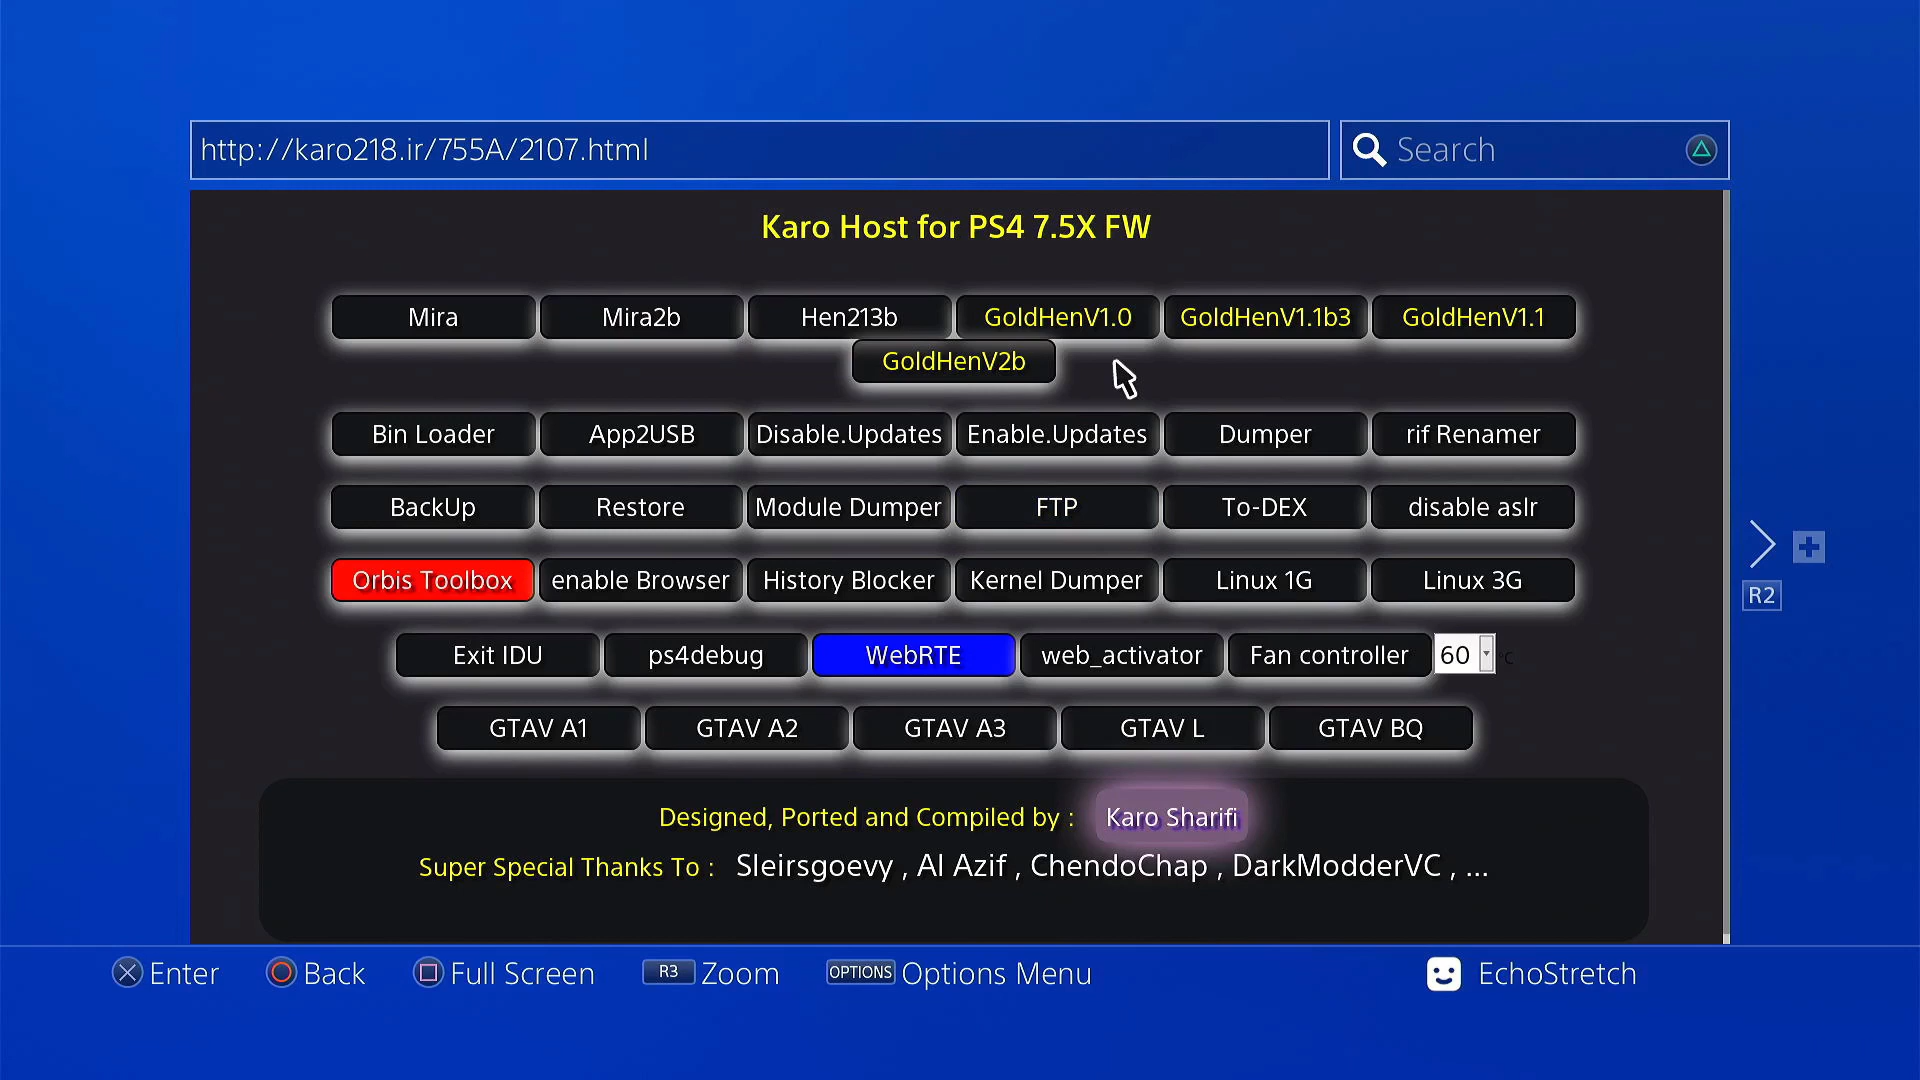 http://karo218.ir/755A/2107.html Search
Karo Host for PS4 7.5X FW
Mira Mira2b Hen213b GoldHenV1.0 GoldHenV1.1b3 GoldHenV1.1
GoldHenV2b
Bin Loader App2USB Disable.Updates Enable.Updates Dumper rif Renamer
BackUp Restore Module Dumper FTP To-DEX disable aslr
Orbis Toolbox enable Browser History Blocker Kernel Dumper Linux 1G Linux 3G
R2
Exit IDU ps4debug WebRTE web_activator Fan controller 60 °C
GTAV A1 GTAV A2 GTAV A3 GTAV L GTAV BQ
Designed, Ported and Compiled by : Karo Sharifi
Super Special Thanks To : Sleirsgoevy , Al Azif , ChendoChap , DarkModderVC , ...
Enter Back Full Screen R3 Zoom OPTIONS Options Menu EchoStretch